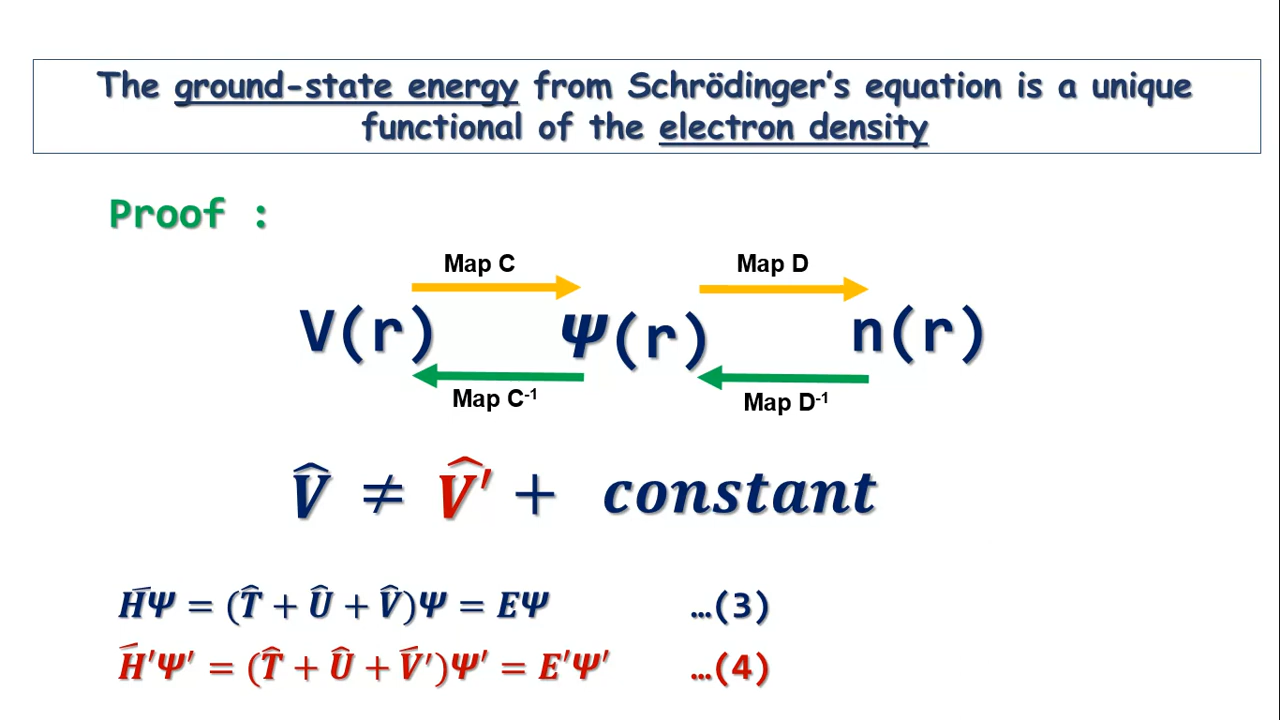 The ground-state energy from Schrödinger's equation is a unique
functional of the electron density
Proof :
Map C Map D
V(r) Ψ(r) n(r)
Map C⁻¹ Map D⁻¹
V̂ ≠ V̂′ + constant
H̅Ψ = (T̂ + Û + V̂)Ψ = EΨ …(3)
H̅′Ψ′ = (T̂ + Û + V̅′)Ψ′ = E′Ψ′ …(4)